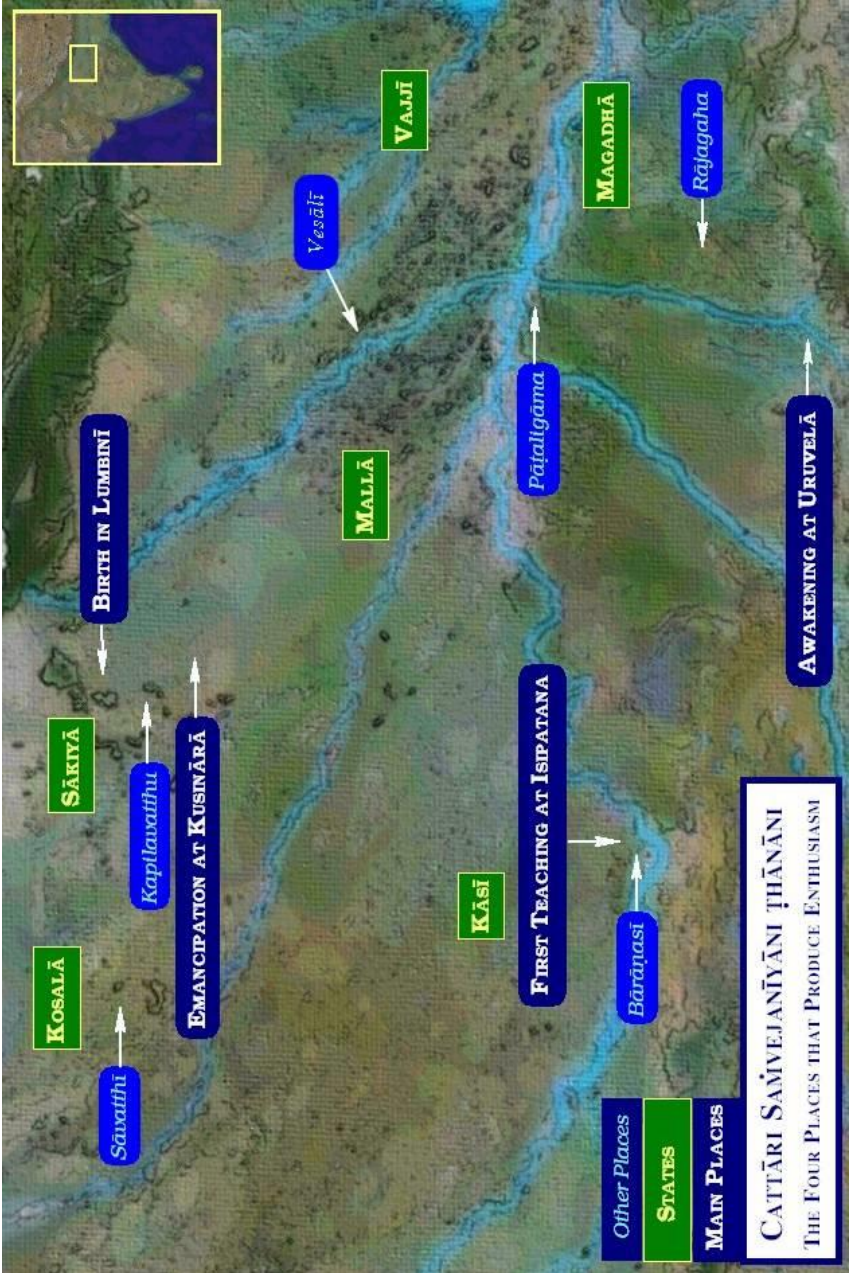 KOSALĀ
SĀKIYĀ
BIRTH IN LUMBINĪ
Sāvatthī
Kapilavatthu
EMANCIPATION AT KUSINĀRĀ
Vesālī
MALLĀ
VAJJĪ
KĀSĪ
FIRST TEACHING AT ISIPATANA
Pāṭaligāma
MAGADHĀ
Bārāṇasī
Rājagaha
AWAKENING AT URUVELĀ
Other Places
STATES
MAIN PLACES
CATTĀRI SAṀVEJANĪYĀNI ṬHĀNĀNI
THE FOUR PLACES THAT PRODUCE ENTHUSIASM